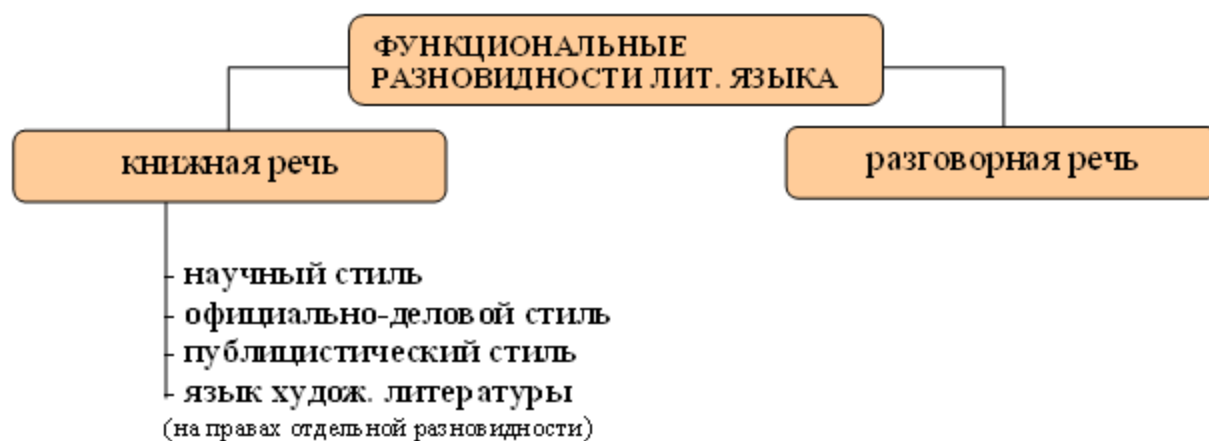 ФУНКЦИОНАЛЬНЫЕ
РАЗНОВИДНОСТИ ЛИТ. ЯЗЫКА
книжная речь
разговорная речь
- научный стиль
- официально-деловой стиль
- публицистический стиль
- язык худож. литературы
(на правах отдельной разновидности)